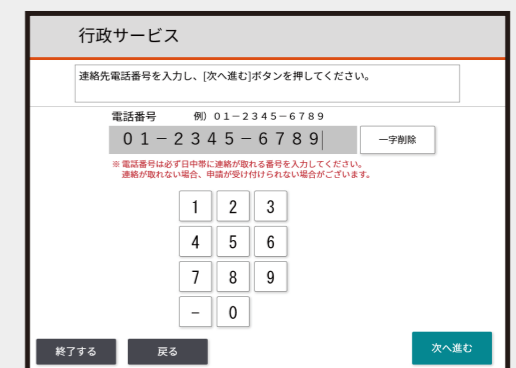 行政サービス
連絡先電話番号を入力し、[次へ進む]ボタンを押してください。
電話番号 例) 01-2345-6789
01-2345-6789 一字削除
※電話番号は必ず日中帯に連絡が取れる番号を入力してください。
連絡が取れない場合、申請が受け付けられない場合がございます。
1 2 3
4 5 6
7 8 9
- 0
終了する 戻る 次へ進む